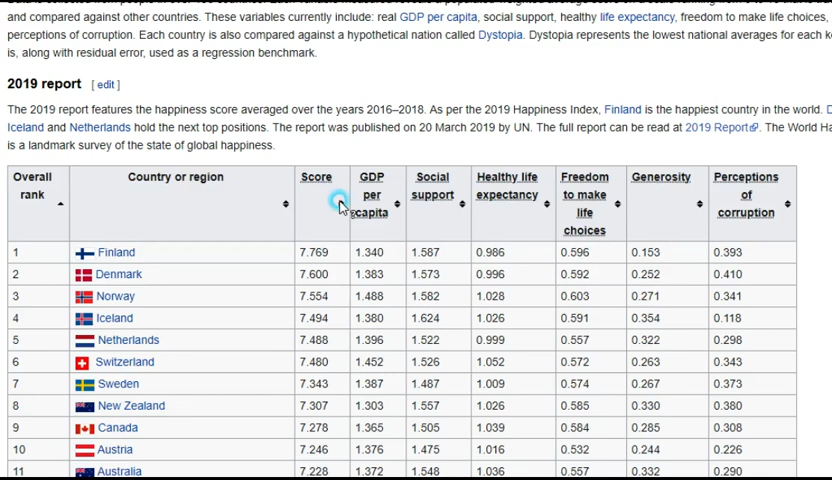 and compared against other countries. These variables currently include: real GDP per capita, social support, healthy life expectancy, freedom to make life choices,
perceptions of corruption. Each country is also compared against a hypothetical nation called Dystopia. Dystopia represents the lowest national averages for each
is, along with residual error, used as a regression benchmark.
2019 report [ edit ]
The 2019 report features the happiness score averaged over the years 2016–2018. As per the 2019 Happiness Index, Finland is the happiest country in the world.
Iceland and Netherlands hold the next top positions. The report was published on 20 March 2019 by UN. The full report can be read at 2019 Report. The World
is a landmark survey of the state of global happiness.
Overall rank Country or region Score GDP per capita Social support Healthy life expectancy Freedom to make life choices Generosity Perceptions of corruption
1 Finland 7.769 1.340 1.587 0.986 0.596 0.153 0.393
2 Denmark 7.600 1.383 1.573 0.996 0.592 0.252 0.410
3 Norway 7.554 1.488 1.582 1.028 0.603 0.271 0.341
4 Iceland 7.494 1.380 1.624 1.026 0.591 0.354 0.118
5 Netherlands 7.488 1.396 1.522 0.999 0.557 0.322 0.298
6 Switzerland 7.480 1.452 1.526 1.052 0.572 0.263 0.343
7 Sweden 7.343 1.387 1.487 1.009 0.574 0.267 0.373
8 New Zealand 7.307 1.303 1.557 1.026 0.585 0.330 0.380
9 Canada 7.278 1.365 1.505 1.039 0.584 0.285 0.308
10 Austria 7.246 1.376 1.475 1.016 0.532 0.244 0.226
11 Australia 7.228 1.372 1.548 1.036 0.557 0.332 0.290